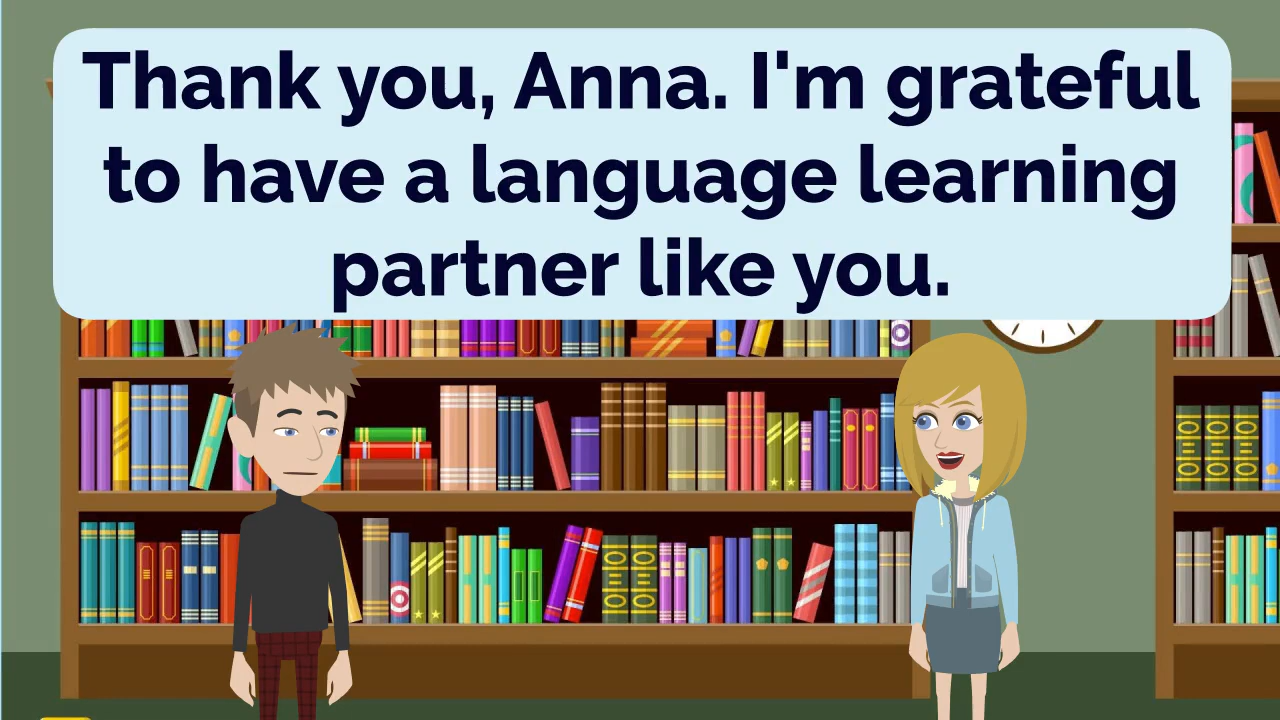 Thank you, Anna. I'm grateful
to have a language learning
partner like you.